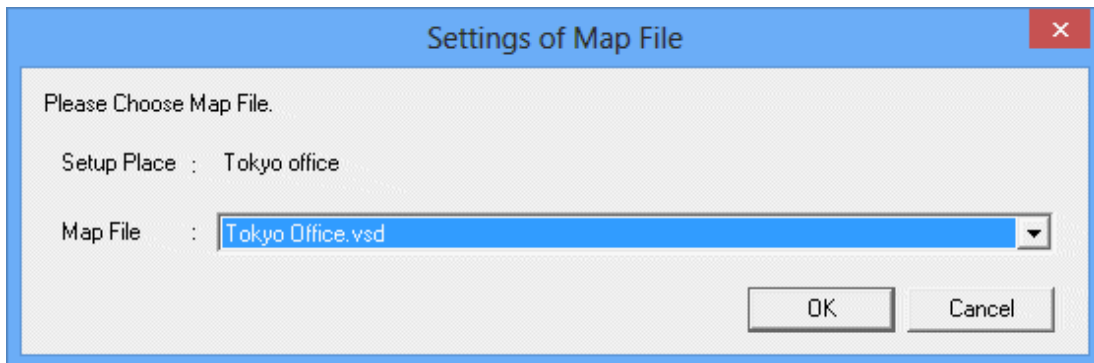 Settings of Map File
Please Choose Map File.
Setup Place : Tokyo office
Map File : Tokyo Office.vsd
OK Cancel